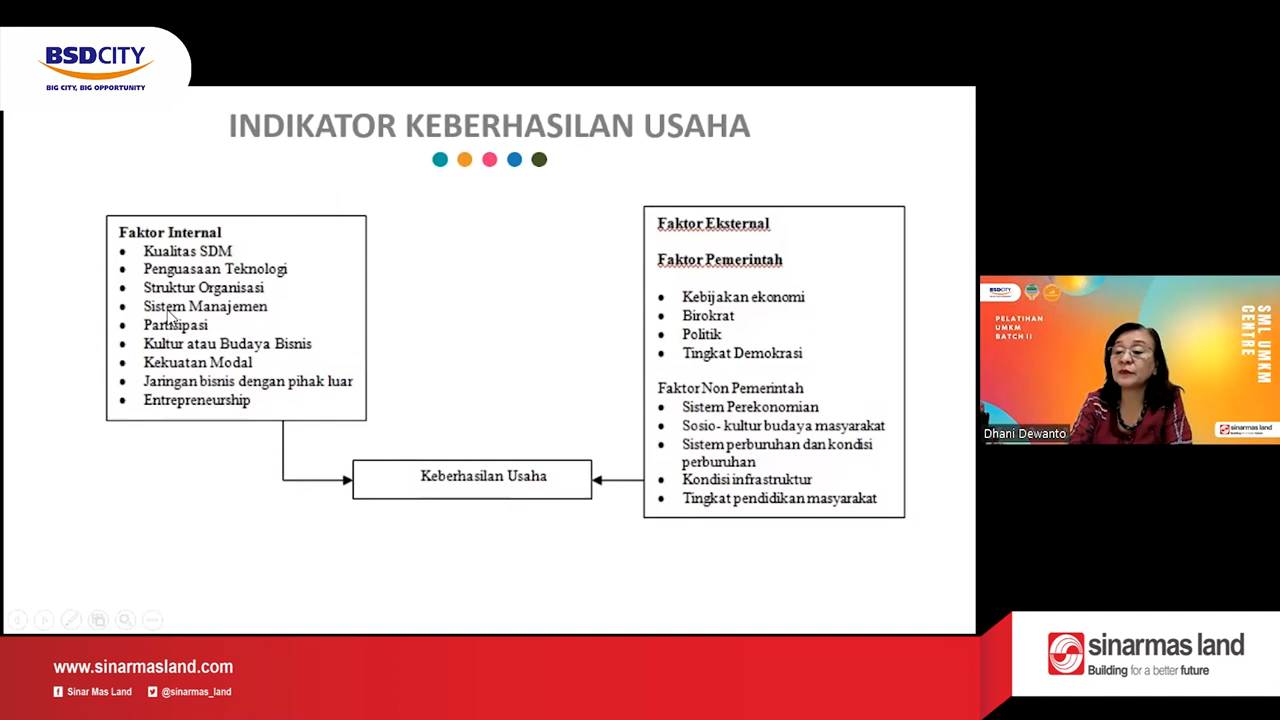 BSDCITY
BIG CITY, BIG OPPORTUNITY
INDIKATOR KEBERHASILAN USAHA
Faktor Internal
• Kualitas SDM
• Penguasaan Teknologi
• Struktur Organisasi
• Sistem Manajemen
• Partisipasi
• Kultur atau Budaya Bisnis
• Kekuatan Modal
• Jaringan bisnis dengan pihak luar
• Entrepreneurship
Keberhasilan Usaha
Faktor Eksternal
Faktor Pemerintah
• Kebijakan ekonomi
• Birokrat
• Politik
• Tingkat Demokrasi
Faktor Non Pemerintah
• Sistem Perekonomian
• Sosio- kultur budaya masyarakat
• Sistem perburuhan dan kondisi
perburuhan
• Kondisi infrastruktur
• Tingkat pendidikan masyarakat
BSDCITY
PELATIHAN
UMKM
BATCH II
SML UMKM
CENTRE
sinarmas land
Dhani Dewanto
www.sinarmasland.com
Sinar Mas Land
@sinarmas_land
sinarmas land
Building for a better future